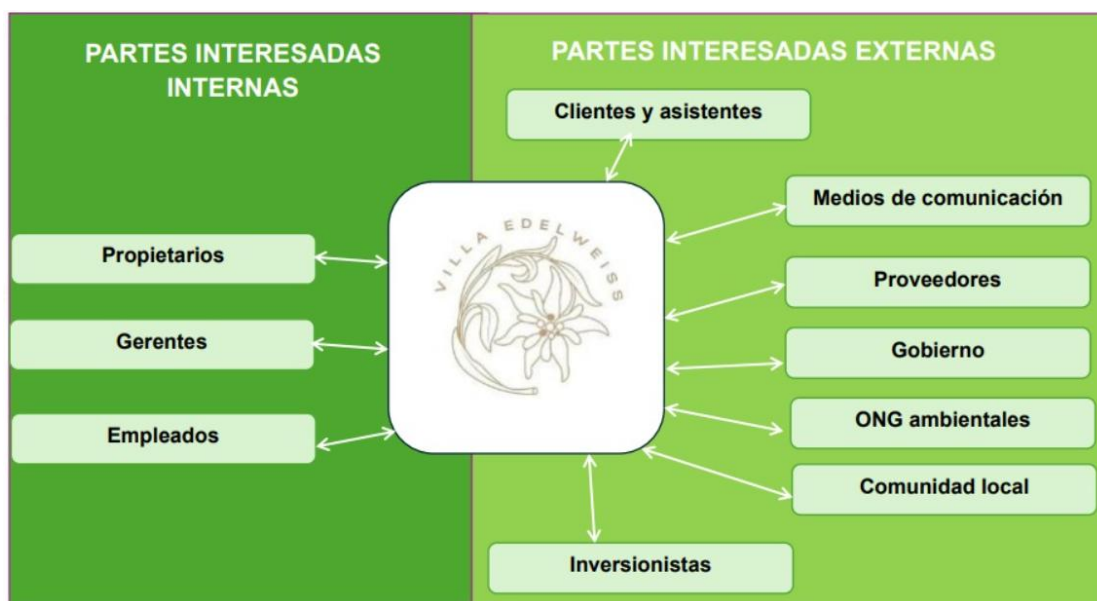 PARTES INTERESADAS
INTERNAS
Propietarios
Gerentes
Empleados
VILLA EDELWEISS
PARTES INTERESADAS EXTERNAS
Clientes y asistentes
Medios de comunicación
Proveedores
Gobierno
ONG ambientales
Comunidad local
Inversionistas